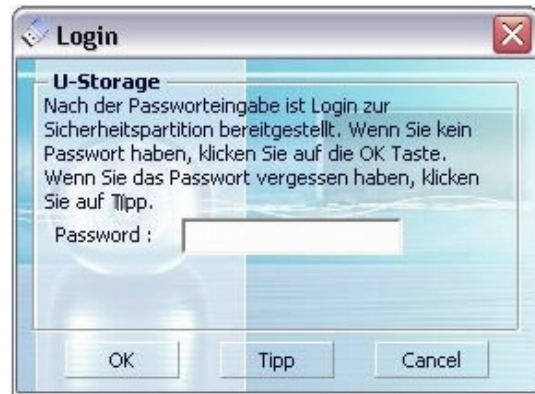 Login
U-Storage
Nach der Passworteingabe ist Login zur
Sicherheitspartition bereitgestellt. Wenn Sie kein
Passwort haben, klicken Sie auf die OK Taste.
Wenn Sie das Passwort vergessen haben, klicken
Sie auf Tipp.
Password :
OK Tipp Cancel